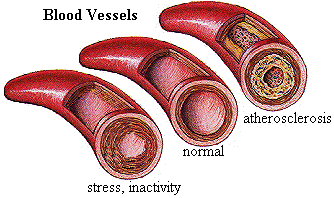 Blood Vessels
atherosclerosis
normal
stress, inactivity